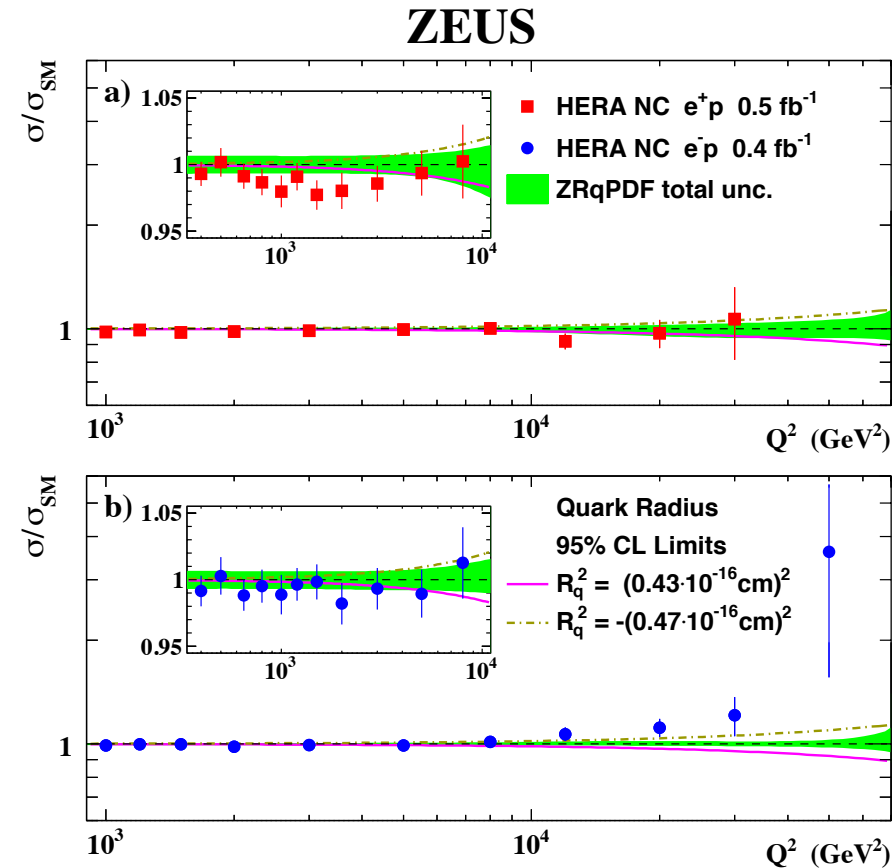 ZEUS
σ/σSM
a)
1.05
1
0.95
10³
10⁴
HERA NC e⁺p 0.5 fb⁻¹
HERA NC e⁻p 0.4 fb⁻¹
ZRqPDF total unc.
1
10³
10⁴
Q² (GeV²)
σ/σSM
b)
1.05
1
0.95
10³
10⁴
Quark Radius
95% CL Limits
R_q² = (0.43·10⁻¹⁶cm)²
R_q² = -(0.47·10⁻¹⁶cm)²
1
10³
10⁴
Q² (GeV²)